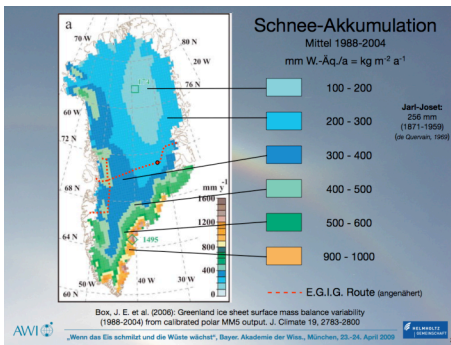 a
Schnee-Akkumulation
Mittel 1988-2004
mm W.-Äq./a = kg m-2 a-1
70 W
80 N
20 W
76 N
60 W
72 N
68 N
64 N
60 N
50 W
40 W
30 W
mm y-1
1600
1200
800
400
0
1495
100 - 200
200 - 300
300 - 400
400 - 500
500 - 600
900 - 1000
Jarl-Joset:
256 mm
(1871-1959)
(de Quervain, 1969)
E.G.I.G. Route (angenähert)
Box, J. E. et al. (2006): Greenland ice sheet surface mass balance variability
(1988-2004) from calibrated polar MM5 output. J. Climate 19, 2783-2800
AWI
HELMHOLTZ
GEMEINSCHAFT
„Wenn das Eis schmilzt und die Wüste wächst", Bayer. Akademie der Wiss., München, 23.-24. April 2009